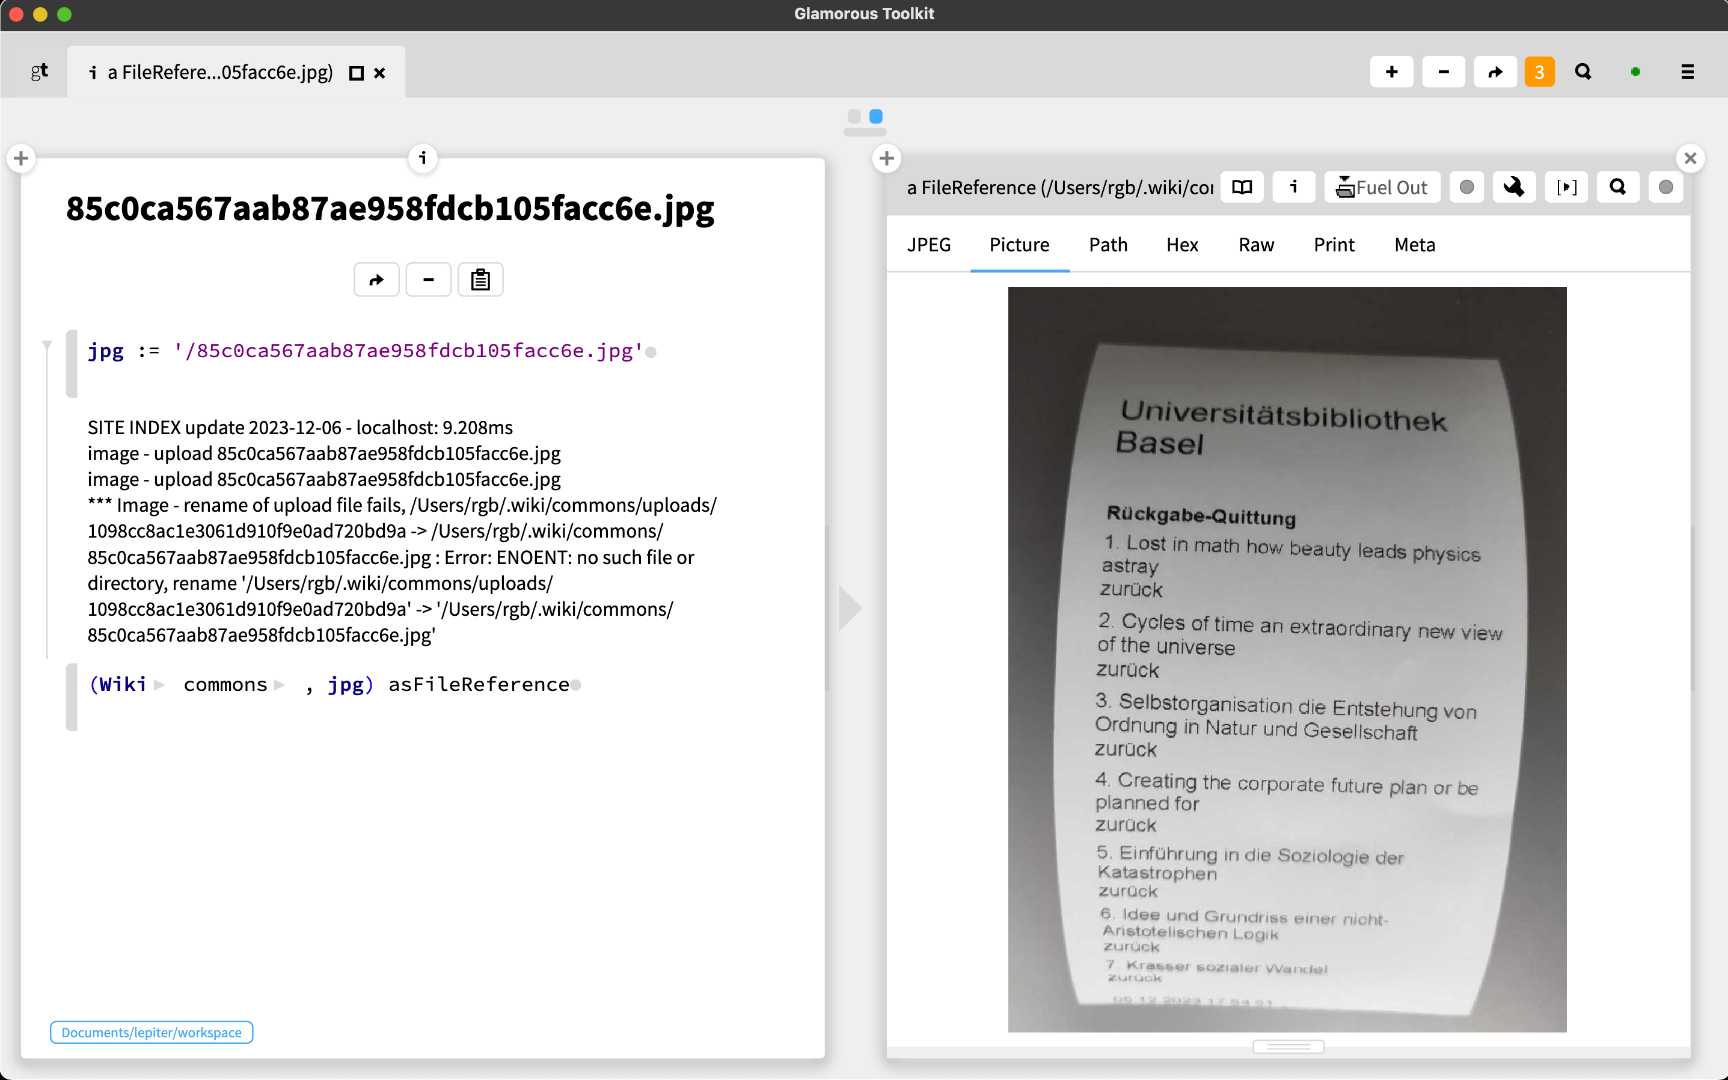 Glamorous Toolkit
gt
i a FileRefere...05facc6e.jpg)
3
i
85c0ca567aab87ae958fdcb105facc6e.jpg
jpg := '/85c0ca567aab87ae958fdcb105facc6e.jpg'
SITE INDEX update 2023-12-06 - localhost: 9.208ms
image - upload 85c0ca567aab87ae958fdcb105facc6e.jpg
image - upload 85c0ca567aab87ae958fdcb105facc6e.jpg
*** Image - rename of upload file fails, /Users/rgb/.wiki/commons/uploads/
1098cc8ac1e3061d910f9e0ad720bd9a -> /Users/rgb/.wiki/commons/
85c0ca567aab87ae958fdcb105facc6e.jpg : Error: ENOENT: no such file or
directory, rename '/Users/rgb/.wiki/commons/uploads/
1098cc8ac1e3061d910f9e0ad720bd9a' -> '/Users/rgb/.wiki/commons/
85c0ca567aab87ae958fdcb105facc6e.jpg'
(Wiki commons , jpg) asFileReference
Documents/lepiter/workspace
a FileReference (/Users/rgb/.wiki/cor
i
Fuel Out
JPEG Picture Path Hex Raw Print Meta
Universitätsbibliothek
Basel
Rückgabe-Quittung
1. Lost in math how beauty leads physics
astray
zurück
2. Cycles of time an extraordinary new view
of the universe
zurück
3. Selbstorganisation die Entstehung von
Ordnung in Natur und Gesellschaft
zurück
4. Creating the corporate future plan or be
planned for
zurück
5. Einführung in die Soziologie der
Katastrophen
zurück
6. Idee und Grundriss einer nicht-
Aristotelischen Logik
zurück
7. Krasser sozialer Wandel
zurück